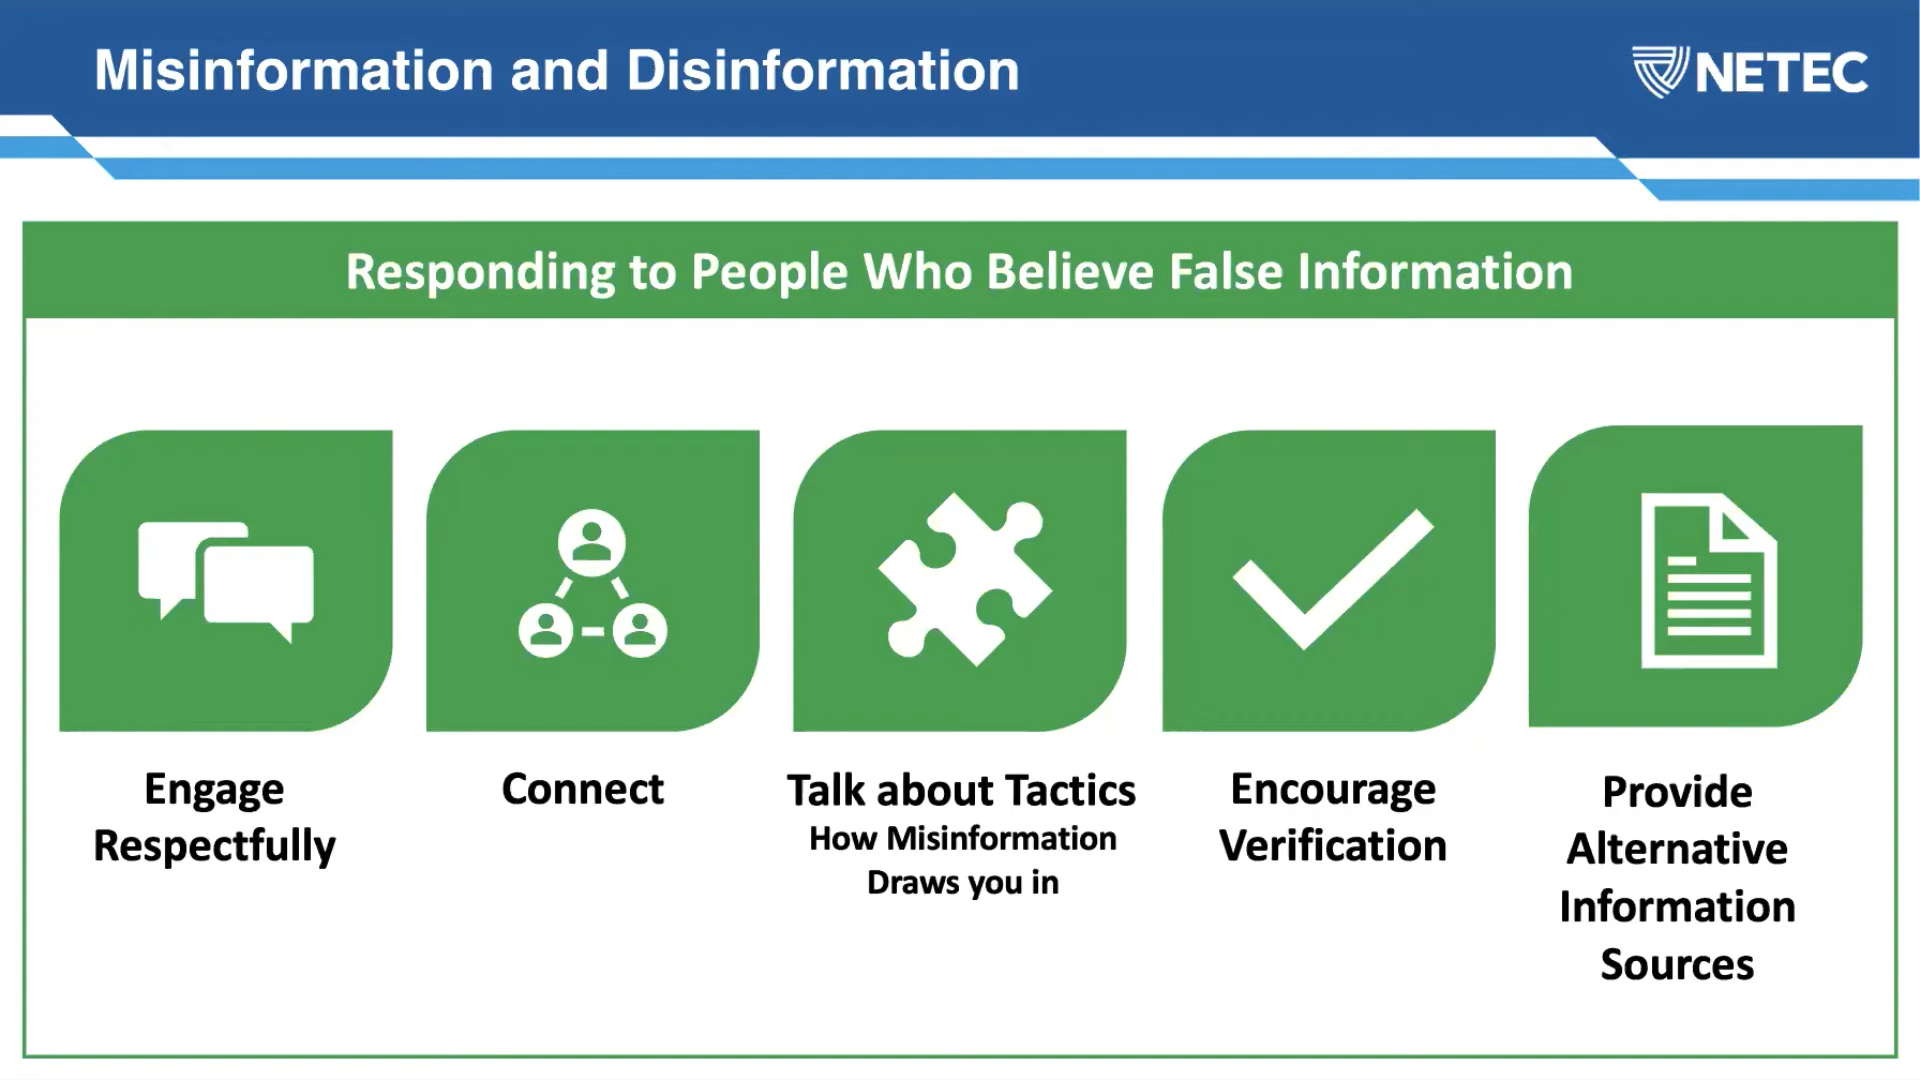 Misinformation and Disinformation
NETEC
Responding to People Who Believe False Information
Engage
Respectfully
Connect
Talk about Tactics
How Misinformation
Draws you in
Encourage
Verification
Provide
Alternative
Information
Sources